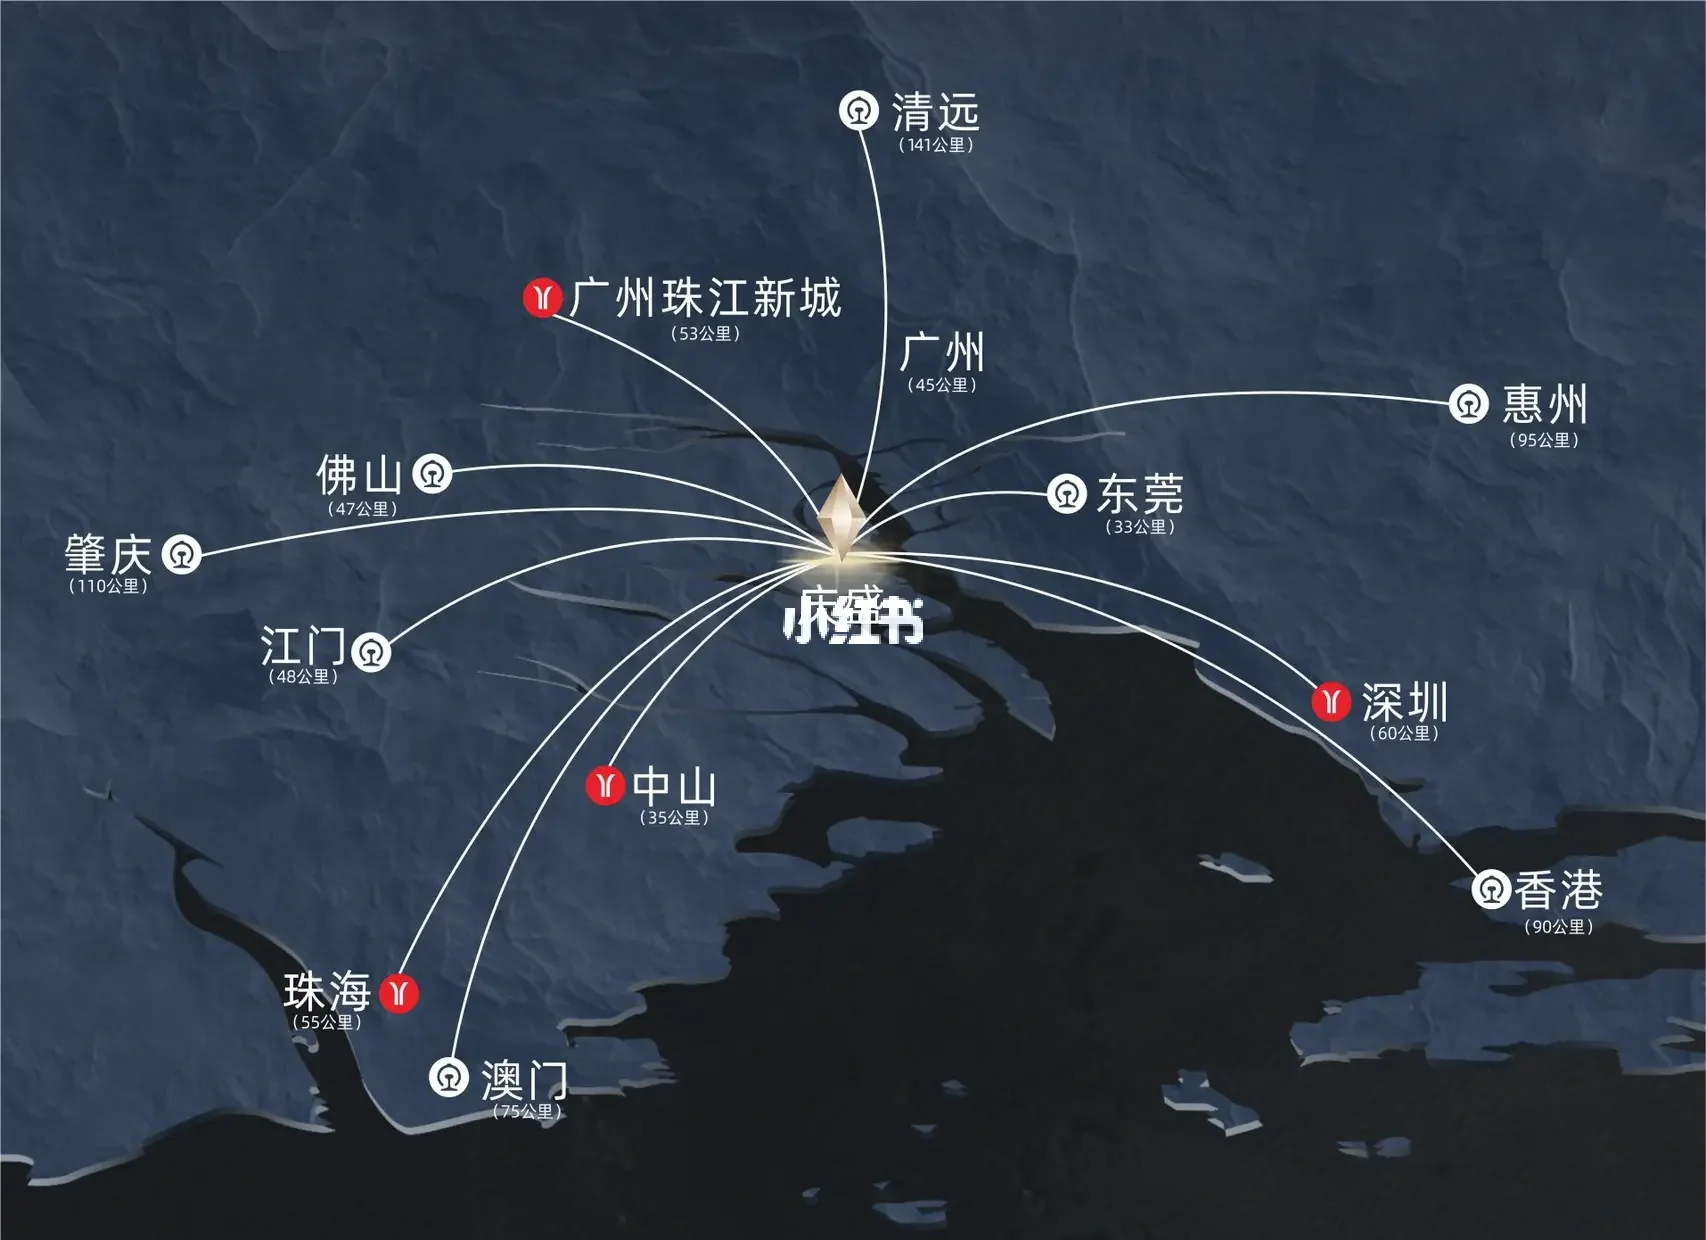 清远
（141公里）
广州珠江新城
（53公里）
广州
（45公里）
惠州
（95公里）
佛山
（47公里）
东莞
（33公里）
肇庆
（110公里）
庆盛
小红书
江门
（48公里）
深圳
（60公里）
中山
（35公里）
香港
（90公里）
珠海
（55公里）
澳门
（75公里）